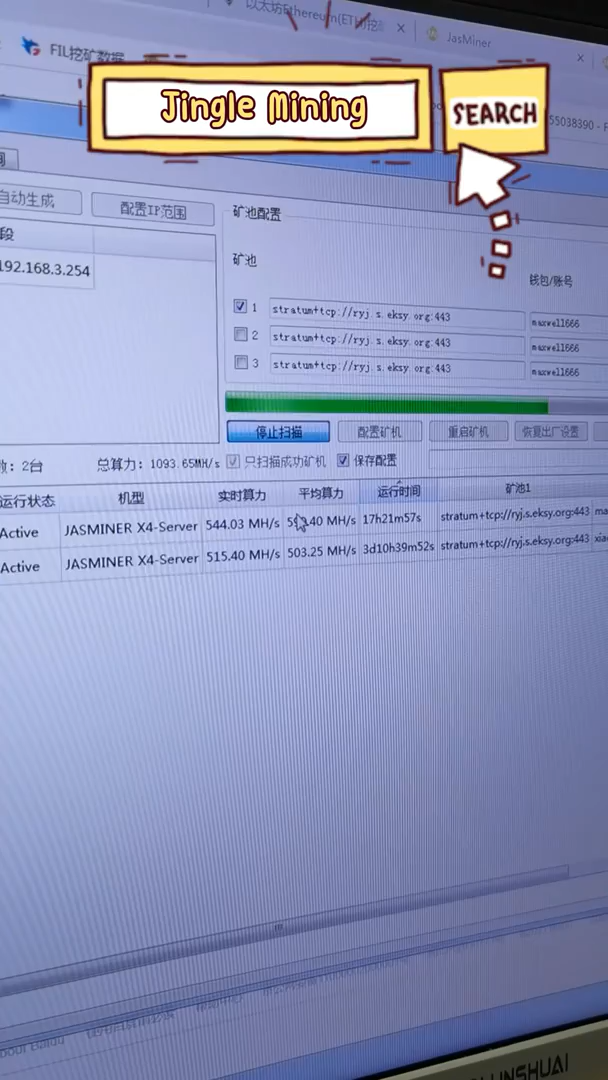 以太坊Ethereum(ETH)挖
JasMiner
FIL挖矿数据
Jingle Mining
SEARCH
55038390 - F
自动生成
配置IP范围
矿池配置
段
矿池
192.168.3.254
钱包/账号
1 stratum+tcp://ryj.s.eksy.org:443 maxwell666
2 stratum+tcp://ryj.s.eksy.org:443 maxwell666
3 stratum+tcp://ryj.s.eksy.org:443 maxwell666
停止扫描 配置矿机 重启矿机 恢复出厂设置
数: 2台 总算力: 1093.65MH/s 只扫描成功矿机 保存配置
运行状态 机型 实时算力 平均算力 运行时间 矿池1
Active JASMINER X4-Server 544.03 MH/s MH/s 17h21m57s stratum+tcp://ryj.s.eksy.org:443 ma
Active JASMINER X4-Server 515.40 MH/s 503.25 MH/s 3d10h39m52s stratum+tcp://ryj.s.eksy.org:443 xia